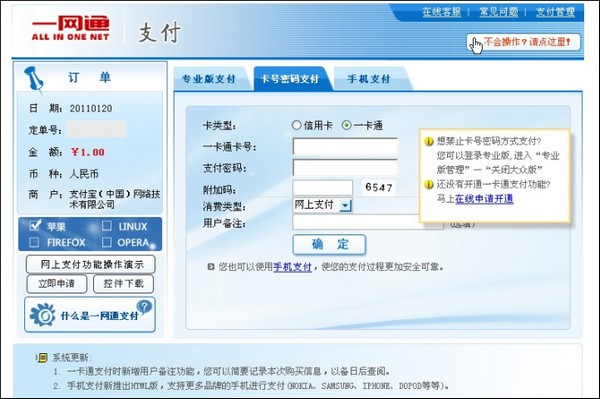 一网通
ALL IN ONE NET
支付
在线客服 | 常见问题 | 支付管理
不会操作?请点这里!
订 单
日 期: 20110120
定单号:
金 额: ¥1.00
币 种: 人民币
商 户: 支付宝(中国)网络技术有限公司
苹果 LINUX
FIREFOX OPERA
网上支付功能操作演示
立即申请 控件下载
什么是一网通支付
专业版支付 卡号密码支付 手机支付
卡类型: 信用卡 一卡通
一卡通卡号:
支付密码:
附加码: 6547
消费类型: 网上支付
用户备注: (选填)
确 定
您也可以使用手机支付,使您的支付过程更加安全可靠。
想禁止卡号密码方式支付?
您可以登录专业版,进入“专业
版管理”—“关闭大众版”
还没有开通一卡通支付功能?
马上在线申请开通
系统更新:
1. 一卡通支付时新增用户备注功能,您可以简要记录本次购买信息,以备日后查阅。
2. 手机支付新推出HTML版,支持更多品牌的手机进行支付(NOKIA、SAMSUNG、IPHONE、DOPOD等等)。